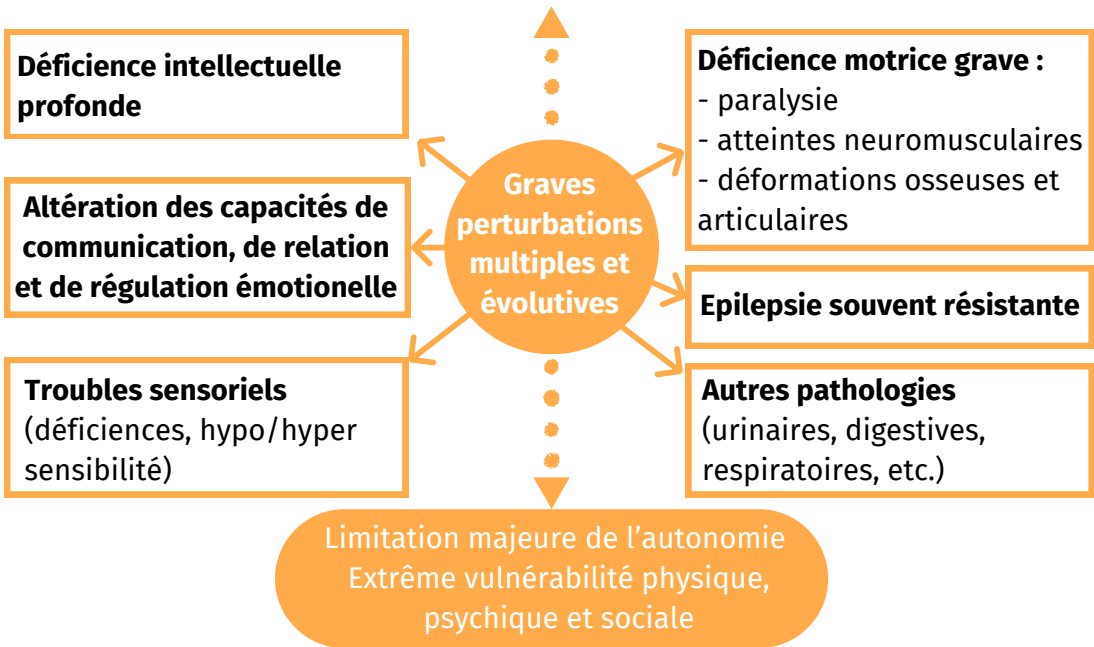 Déficience intellectuelle
profonde
Altération des capacités de
communication, de relation
et de régulation émotionelle
Troubles sensoriels
(déficiences, hypo/hyper
sensibilité)
Graves
perturbations
multiples et
évolutives
Déficience motrice grave :
- paralysie
- atteintes neuromusculaires
- déformations osseuses et
articulaires
Epilepsie souvent résistante
Autres pathologies
(urinaires, digestives,
respiratoires, etc.)
Limitation majeure de l’autonomie
Extrême vulnérabilité physique,
psychique et sociale